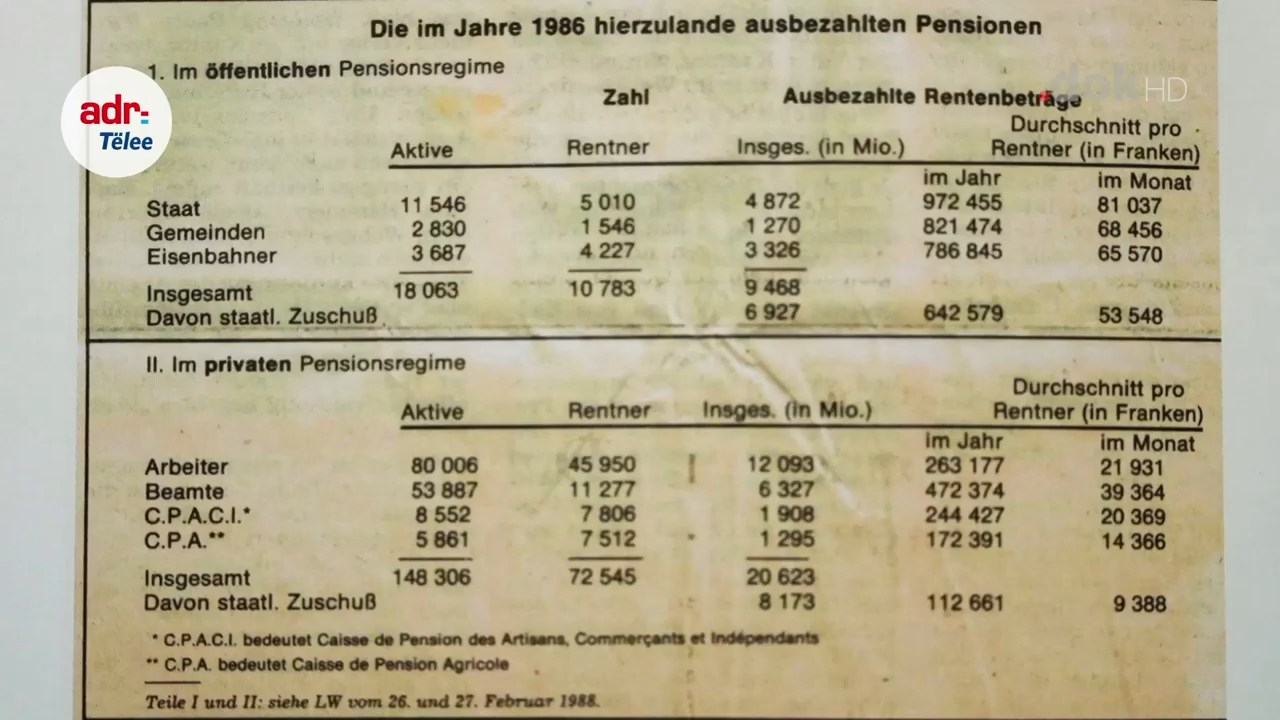 Die im Jahre 1986 hierzulande ausbezahlten Pensionen
1. Im öffentlichen Pensionsregime
adr:
Tëlee
dok HD
Zahl Ausbezahlte Rentenbeträge
Durchschnitt pro
Aktive Rentner Insges. (in Mio.) Rentner (in Franken)
im Jahr im Monat
Staat 11 546 5 010 4 872 972 455 81 037
Gemeinden 2 830 1 546 1 270 821 474 68 456
Eisenbahner 3 687 4 227 3 326 786 845 65 570
Insgesamt 18 063 10 783 9 468
Davon staatl. Zuschuß 6 927 642 579 53 548
II. Im privaten Pensionsregime
Durchschnitt pro
Aktive Rentner Insges. (in Mio.) Rentner (in Franken)
im Jahr im Monat
Arbeiter 80 006 45 950 12 093 263 177 21 931
Beamte 53 887 11 277 6 327 472 374 39 364
C.P.A.C.I.* 8 552 7 806 1 908 244 427 20 369
C.P.A.** 5 861 7 512 1 295 172 391 14 366
Insgesamt 148 306 72 545 20 623
Davon staatl. Zuschuß 8 173 112 661 9 388
* C.P.A.C.I. bedeutet Caisse de Pension des Artisans, Commerçants et Indépendants
** C.P.A. bedeutet Caisse de Pension Agricole
Teile I und II: siehe LW vom 26. und 27. Februar 1988.